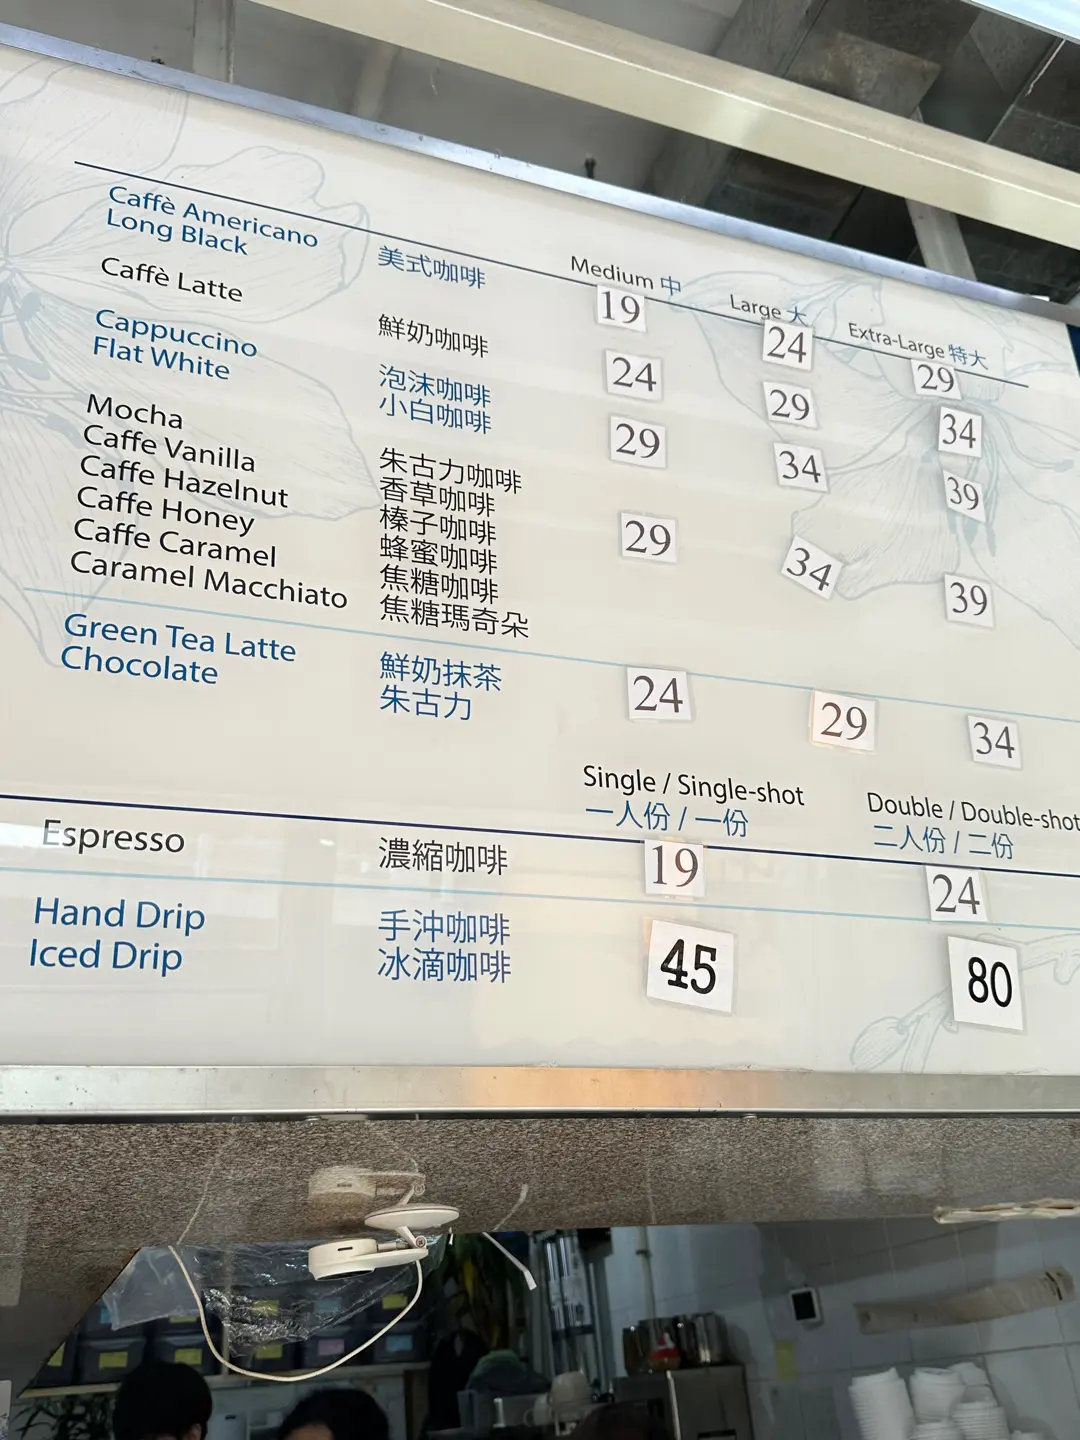 Medium 中 Large 大 Extra-Large 特大
Caffè Americano
Long Black 美式咖啡 19 24 29
Caffè Latte 鮮奶咖啡 24 29 34
Cappuccino 泡沫咖啡
Flat White 小白咖啡 29 34 39
Mocha 朱古力咖啡
Caffe Vanilla 香草咖啡
Caffe Hazelnut 榛子咖啡
Caffe Honey 蜂蜜咖啡 29 34 39
Caffe Caramel 焦糖咖啡
Caramel Macchiato 焦糖瑪奇朵
Green Tea Latte 鮮奶抹茶
Chocolate 朱古力 24 29 34
Single / Single-shot Double / Double-shot
一人份 / 一份 二人份 / 二份
Espresso 濃縮咖啡 19 24
Hand Drip 手沖咖啡 45 80
Iced Drip 冰滴咖啡